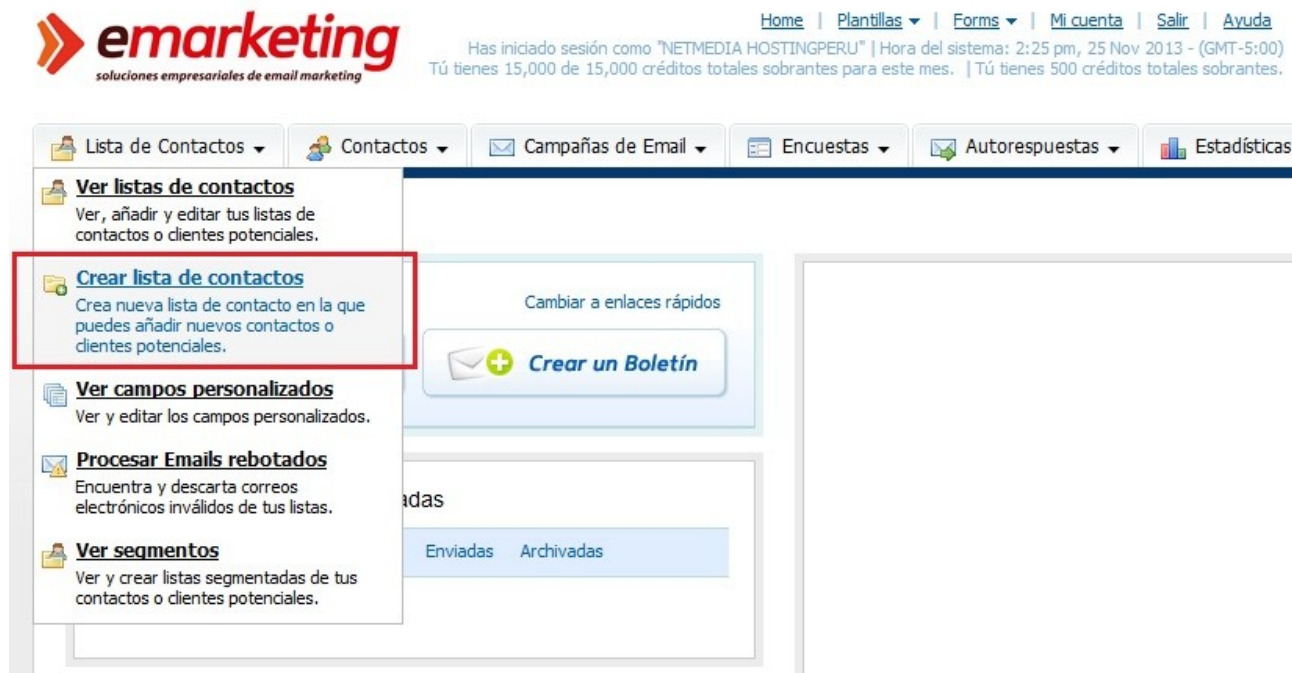 emarketing
soluciones empresariales de email marketing
Home | Plantillas | Forms | Mi cuenta | Salir | Ayuda
Has iniciado sesión como "NETMEDIA HOSTINGPERU" | Hora del sistema: 2:25 pm, 25 Nov 2013 - (GMT-5:00)
Tú tienes 15,000 de 15,000 créditos totales sobrantes para este mes. | Tú tienes 500 créditos totales sobrantes.
Lista de Contactos Contactos Campañas de Email Encuestas Autorespuestas Estadísticas
Ver listas de contactos
Ver, añadir y editar tus listas de
contactos o clientes potenciales.
Crear lista de contactos
Crea nueva lista de contacto en la que
puedes añadir nuevos contactos o
clientes potenciales.
Ver campos personalizados
Ver y editar los campos personalizados.
Procesar Emails rebotados
Encuentra y descarta correos
electrónicos inválidos de tus listas.
Ver segmentos
Ver y crear listas segmentadas de tus
contactos o clientes potenciales.
Cambiar a enlaces rápidos
Crear un Boletín
adas
Enviadas Archivadas